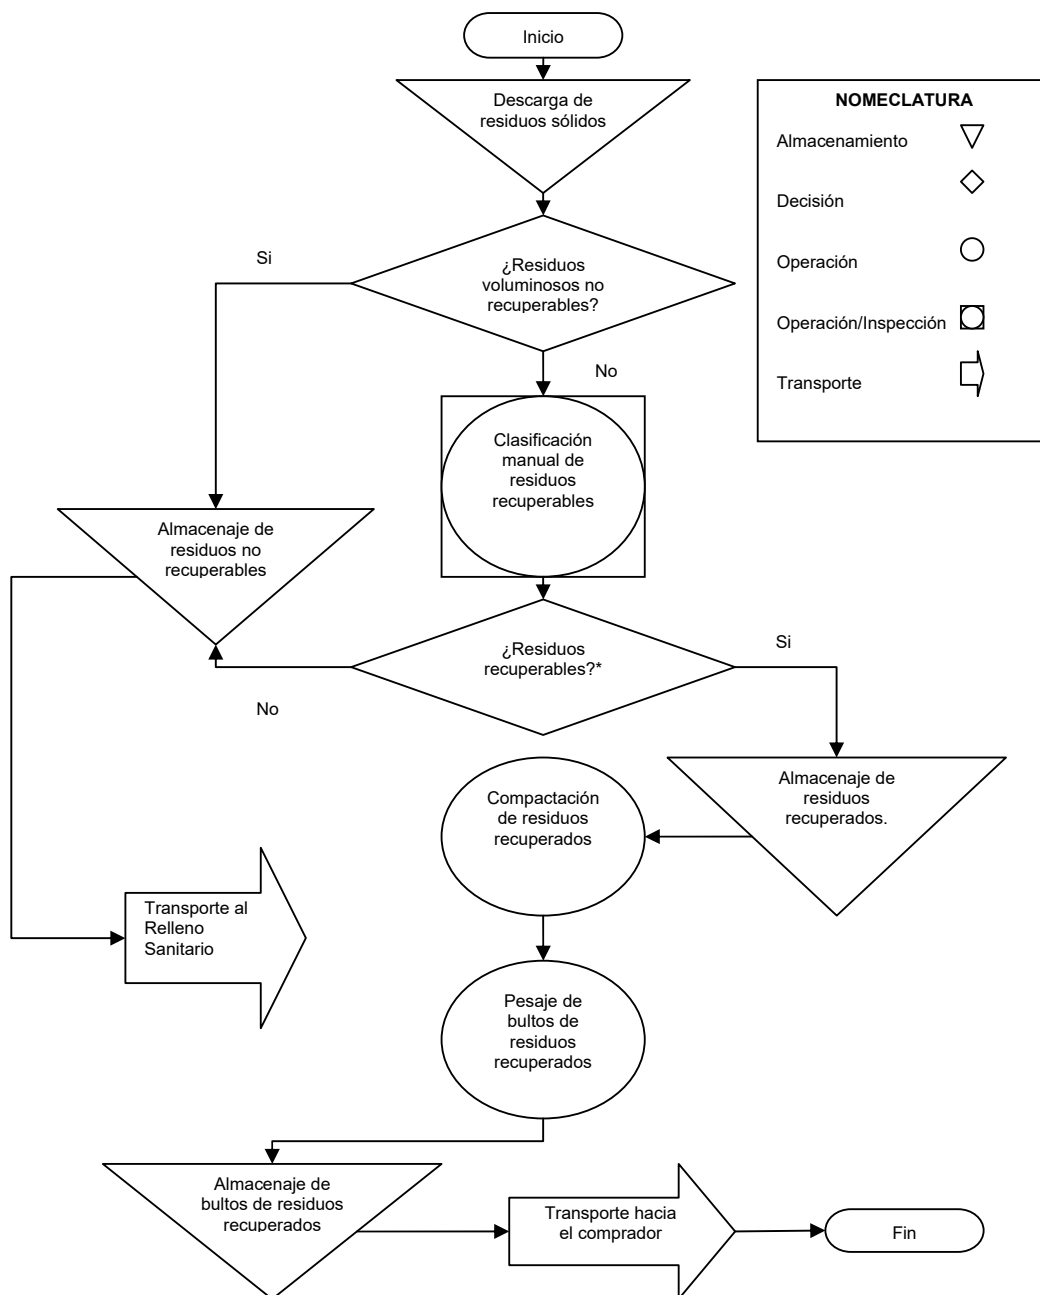 Inicio
Descarga de
residuos sólidos
NOMECLATURA
Almacenamiento
Decisión
Operación
Operación/Inspección
Transporte
Si
¿Residuos
voluminosos no
recuperables?
No
Clasificación
manual de
residuos
recuperables
Almacenaje de
residuos no
recuperables
¿Residuos
recuperables?*
Si
No
Almacenaje de
residuos
recuperados.
Compactación
de residuos
recuperados
Transporte al
Relleno
Sanitario
Pesaje de
bultos de
residuos
recuperados
Almacenaje de
bultos de residuos
recuperados
Transporte hacia
el comprador
Fin